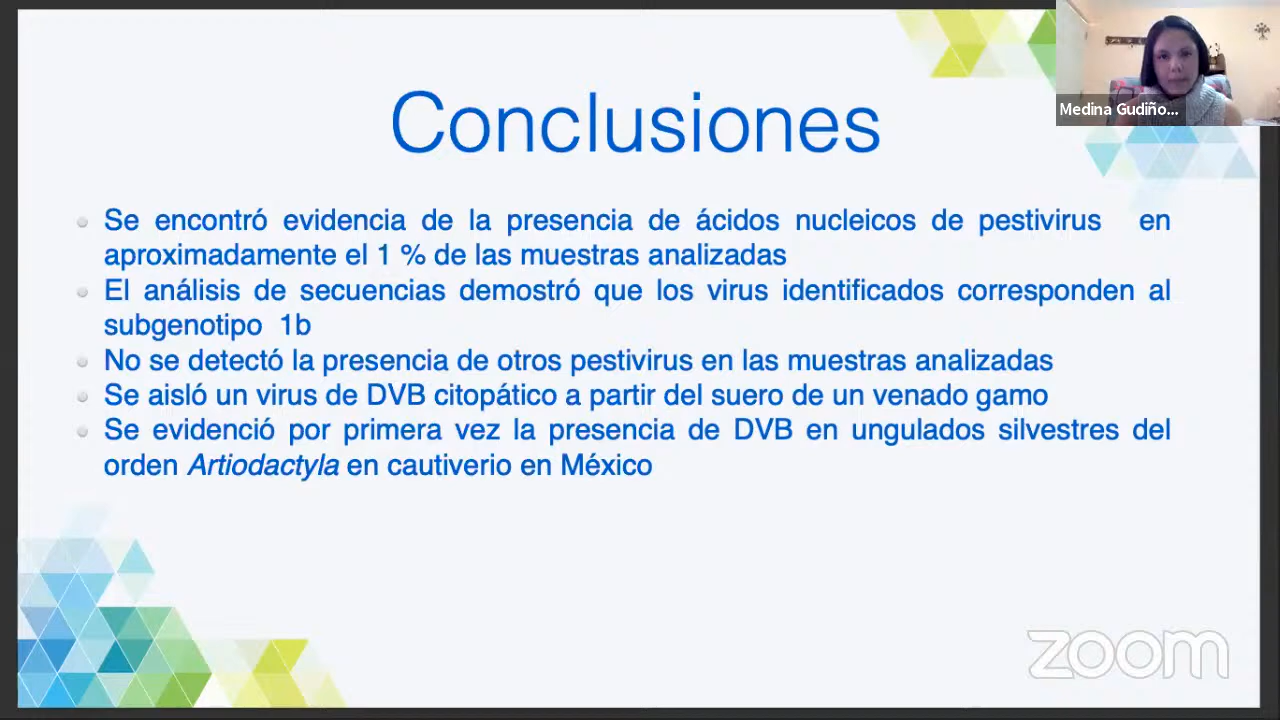 Conclusiones
Medina Gudiño...
Se encontró evidencia de la presencia de ácidos nucleicos de pestivirus en
aproximadamente el 1 % de las muestras analizadas
El análisis de secuencias demostró que los virus identificados corresponden al
subgenotipo 1b
No se detectó la presencia de otros pestivirus en las muestras analizadas
Se aisló un virus de DVB citopático a partir del suero de un venado gamo
Se evidenció por primera vez la presencia de DVB en ungulados silvestres del
orden Artiodactyla en cautiverio en México
zoom